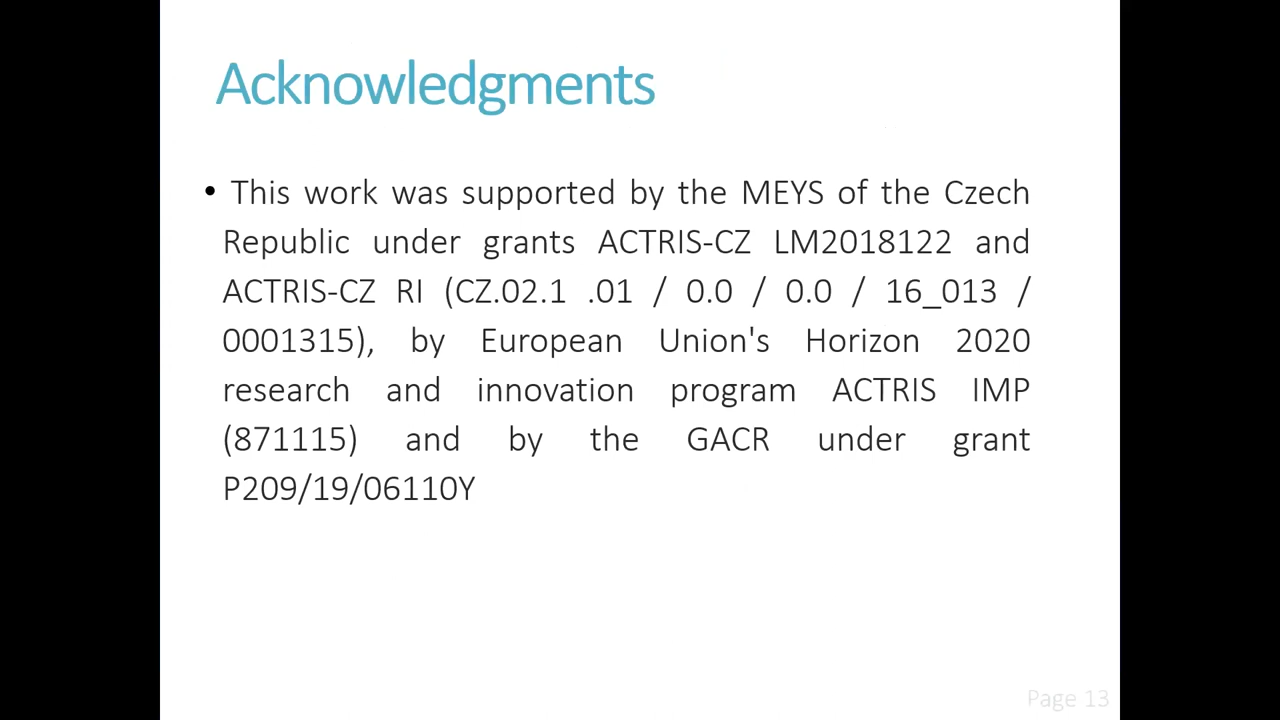 Acknowledgments
• This work was supported by the MEYS of the Czech
Republic under grants ACTRIS-CZ LM2018122 and
ACTRIS-CZ RI (CZ.02.1 .01 / 0.0 / 0.0 / 16_013 /
0001315), by European Union's Horizon 2020
research and innovation program ACTRIS IMP
(871115) and by the GACR under grant
P209/19/06110Y
Page 13